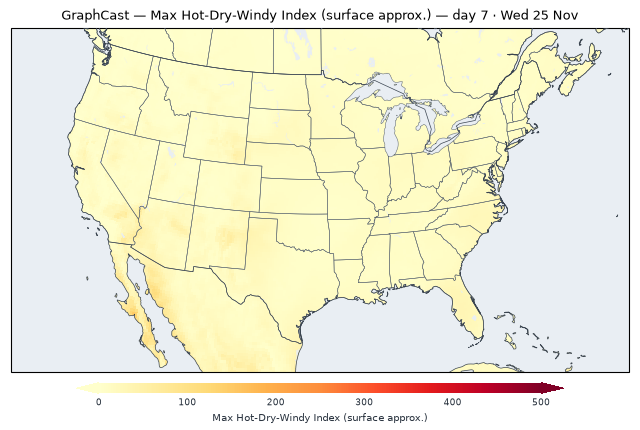 GraphCast — Max Hot-Dry-Windy Index (surface approx.) — day 7 · Wed 25 Nov
0 100 200 300 400 500
Max Hot-Dry-Windy Index (surface approx.)